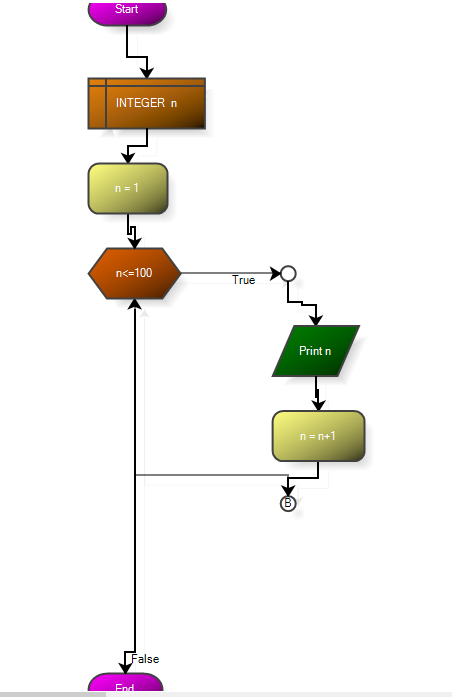 Start
INTEGER n
n = 1
n<=100
True
Print n
n = n+1
B
False
End